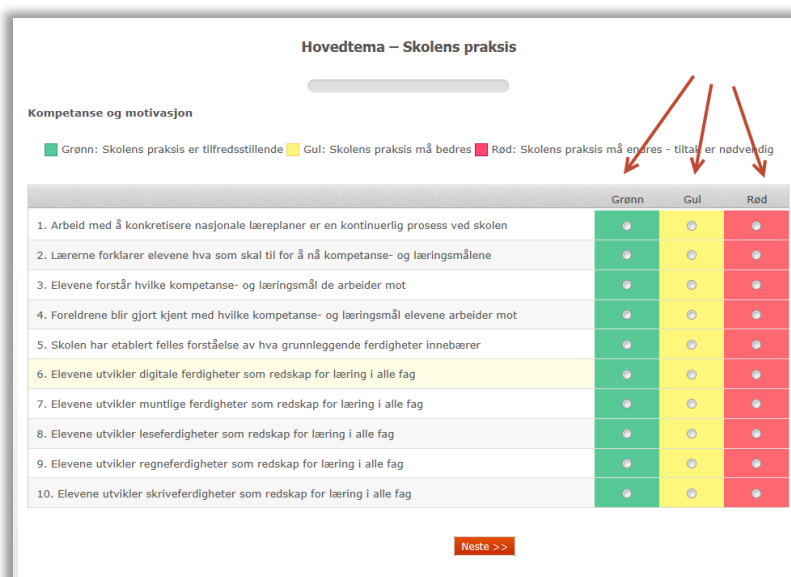 Hovedtema – Skolens praksis
Kompetanse og motivasjon
Grønn: Skolens praksis er tilfredsstillende Gul: Skolens praksis må bedres Rød: Skolens praksis må endres - tiltak er nødvendig
Grønn Gul Rød
1. Arbeid med å konkretisere nasjonale læreplaner er en kontinuerlig prosess ved skolen
2. Lærerne forklarer elevene hva som skal til for å nå kompetanse- og læringsmålene
3. Elevene forstår hvilke kompetanse- og læringsmål de arbeider mot
4. Foreldrene blir gjort kjent med hvilke kompetanse- og læringsmål elevene arbeider mot
5. Skolen har etablert felles forståelse av hva grunnleggende ferdigheter innebærer
6. Elevene utvikler digitale ferdigheter som redskap for læring i alle fag
7. Elevene utvikler muntlige ferdigheter som redskap for læring i alle fag
8. Elevene utvikler leseferdigheter som redskap for læring i alle fag
9. Elevene utvikler regneferdigheter som redskap for læring i alle fag
10. Elevene utvikler skriveferdigheter som redskap for læring i alle fag
Neste >>